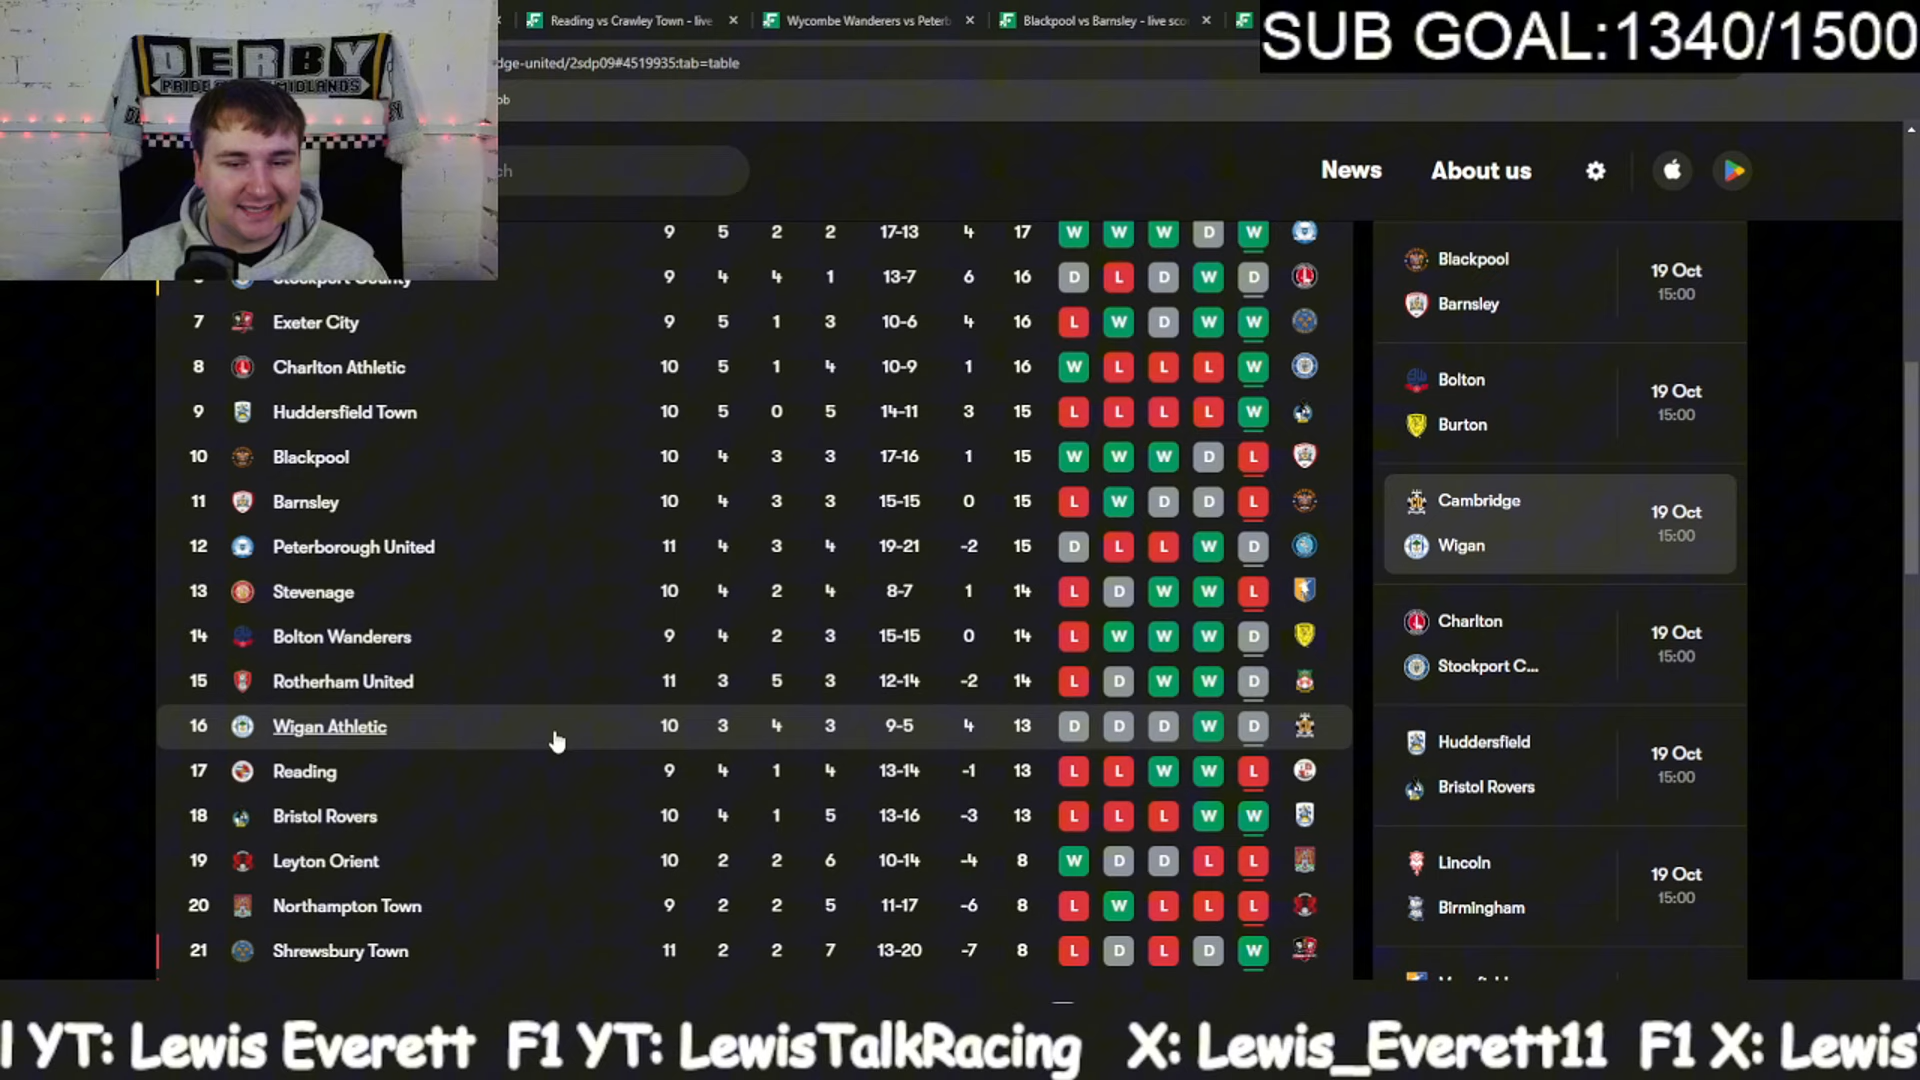 Reading vs Crawley Town - live
Wycombe Wanderers vs Peterb
Blackpool vs Barnsley - live sco
SUB GOAL:1340/1500
dge-united/2sdp09#4519935:tab=table
ob
DERBY
PRIDE MIDLANDS
ch
News
About us
9 5 2 2 17-13 4 17 W W W D W
Stockport County 9 4 4 1 13-7 6 16 D L D W D
7 Exeter City 9 5 1 3 10-6 4 16 L W D W W
8 Charlton Athletic 10 5 1 4 10-9 1 16 W L L L W
9 Huddersfield Town 10 5 0 5 14-11 3 15 L L L L W
10 Blackpool 10 4 3 3 17-16 1 15 W W W D L
11 Barnsley 10 4 3 3 15-15 0 15 L W D D L
12 Peterborough United 11 4 3 4 19-21 -2 15 D L L W D
13 Stevenage 10 4 2 4 8-7 1 14 L D W W L
14 Bolton Wanderers 9 4 2 3 15-15 0 14 L W W W D
15 Rotherham United 11 3 5 3 12-14 -2 14 L D W W D
16 Wigan Athletic 10 3 4 3 9-5 4 13 D D D W D
17 Reading 9 4 1 4 13-14 -1 13 L L W W L
18 Bristol Rovers 10 4 1 5 13-16 -3 13 L L L W W
19 Leyton Orient 10 2 2 6 10-14 -4 8 W D D L L
20 Northampton Town 9 2 2 5 11-17 -6 8 L W L L L
21 Shrewsbury Town 11 2 2 7 13-20 -7 8 L D L D W
Blackpool
Barnsley
19 Oct
15:00
Bolton
Burton
19 Oct
15:00
Cambridge
Wigan
19 Oct
15:00
Charlton
Stockport C...
19 Oct
15:00
Huddersfield
Bristol Rovers
19 Oct
15:00
Lincoln
Birmingham
19 Oct
15:00
l YT: Lewis Everett F1 YT: LewisTalkRacing X: Lewis_Everett11 F1 X: Lewis